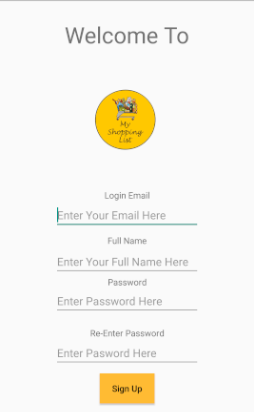 Welcome To
My
Shopping
List
Login Email
Enter Your Email Here
Full Name
Enter Your Full Name Here
Password
Enter Password Here
Re-Enter Password
Enter Pasword Here
Sign Up